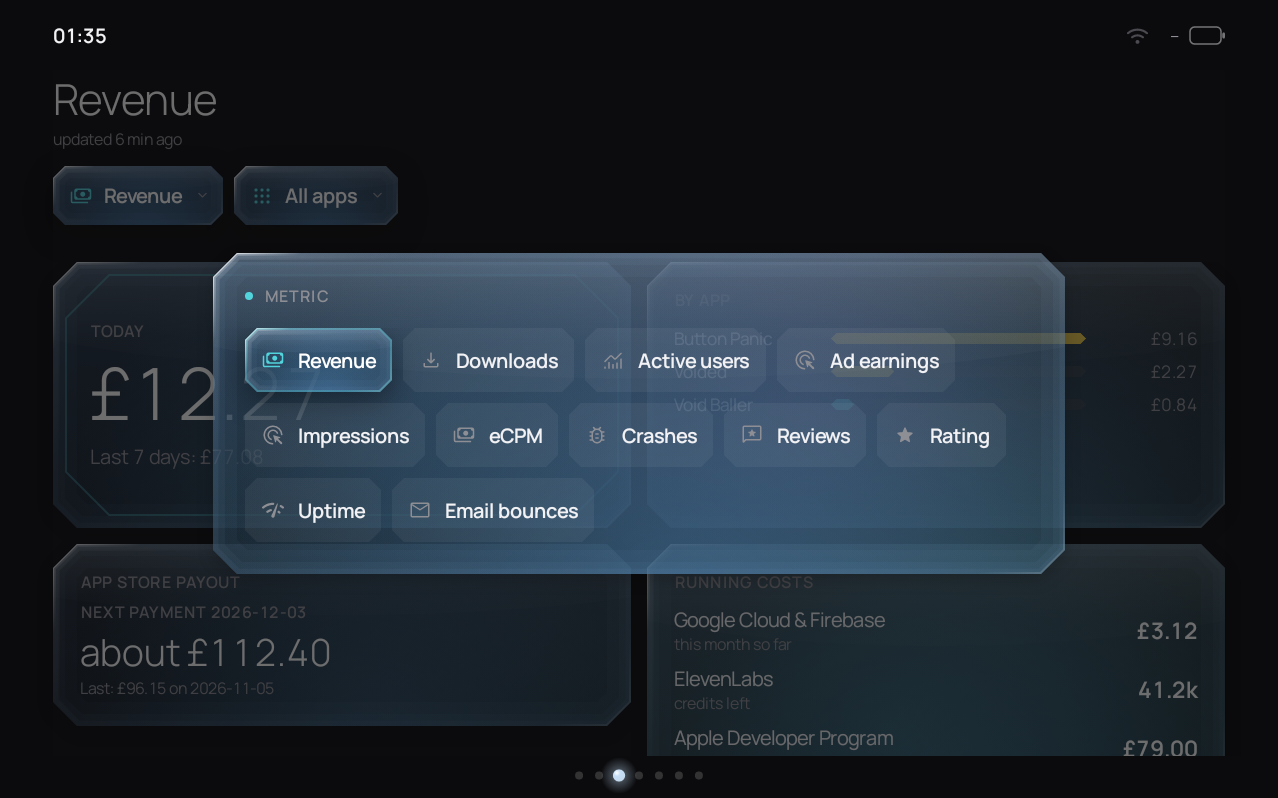 01:35
–
Revenue
updated 6 min ago
Revenue
All apps
METRIC
BY APP
Revenue
Downloads
Active users
Ad earnings
Impressions
eCPM
Crashes
Reviews
Rating
Uptime
Email bounces
TODAY
£12.27
Last 7 days: £77.08
Button Panic £9.16
Voided £2.27
Void Baller £0.84
APP STORE PAYOUT
NEXT PAYMENT 2026-12-03
about £112.40
Last: £96.15 on 2026-11-05
RUNNING COSTS
Google Cloud & Firebase £3.12
this month so far
ElevenLabs 41.2k
credits left
Apple Developer Program £79.00